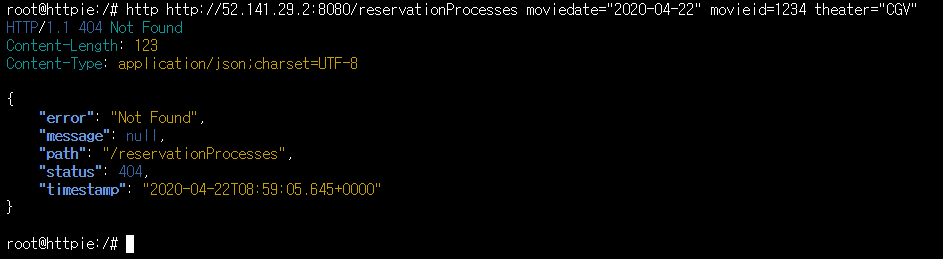 root@httpie:/# http http://52.141.29.2:8080/reservationProcesses moviedate="2020-04-22" movieid=1234 theater="CGV"
HTTP/1.1 404 Not Found
Content-Length: 123
Content-Type: application/json;charset=UTF-8
{
"error": "Not Found",
"message": null,
"path": "/reservationProcesses",
"status": 404,
"timestamp": "2020-04-22T08:59:05.645+0000"
}
root@httpie:/#